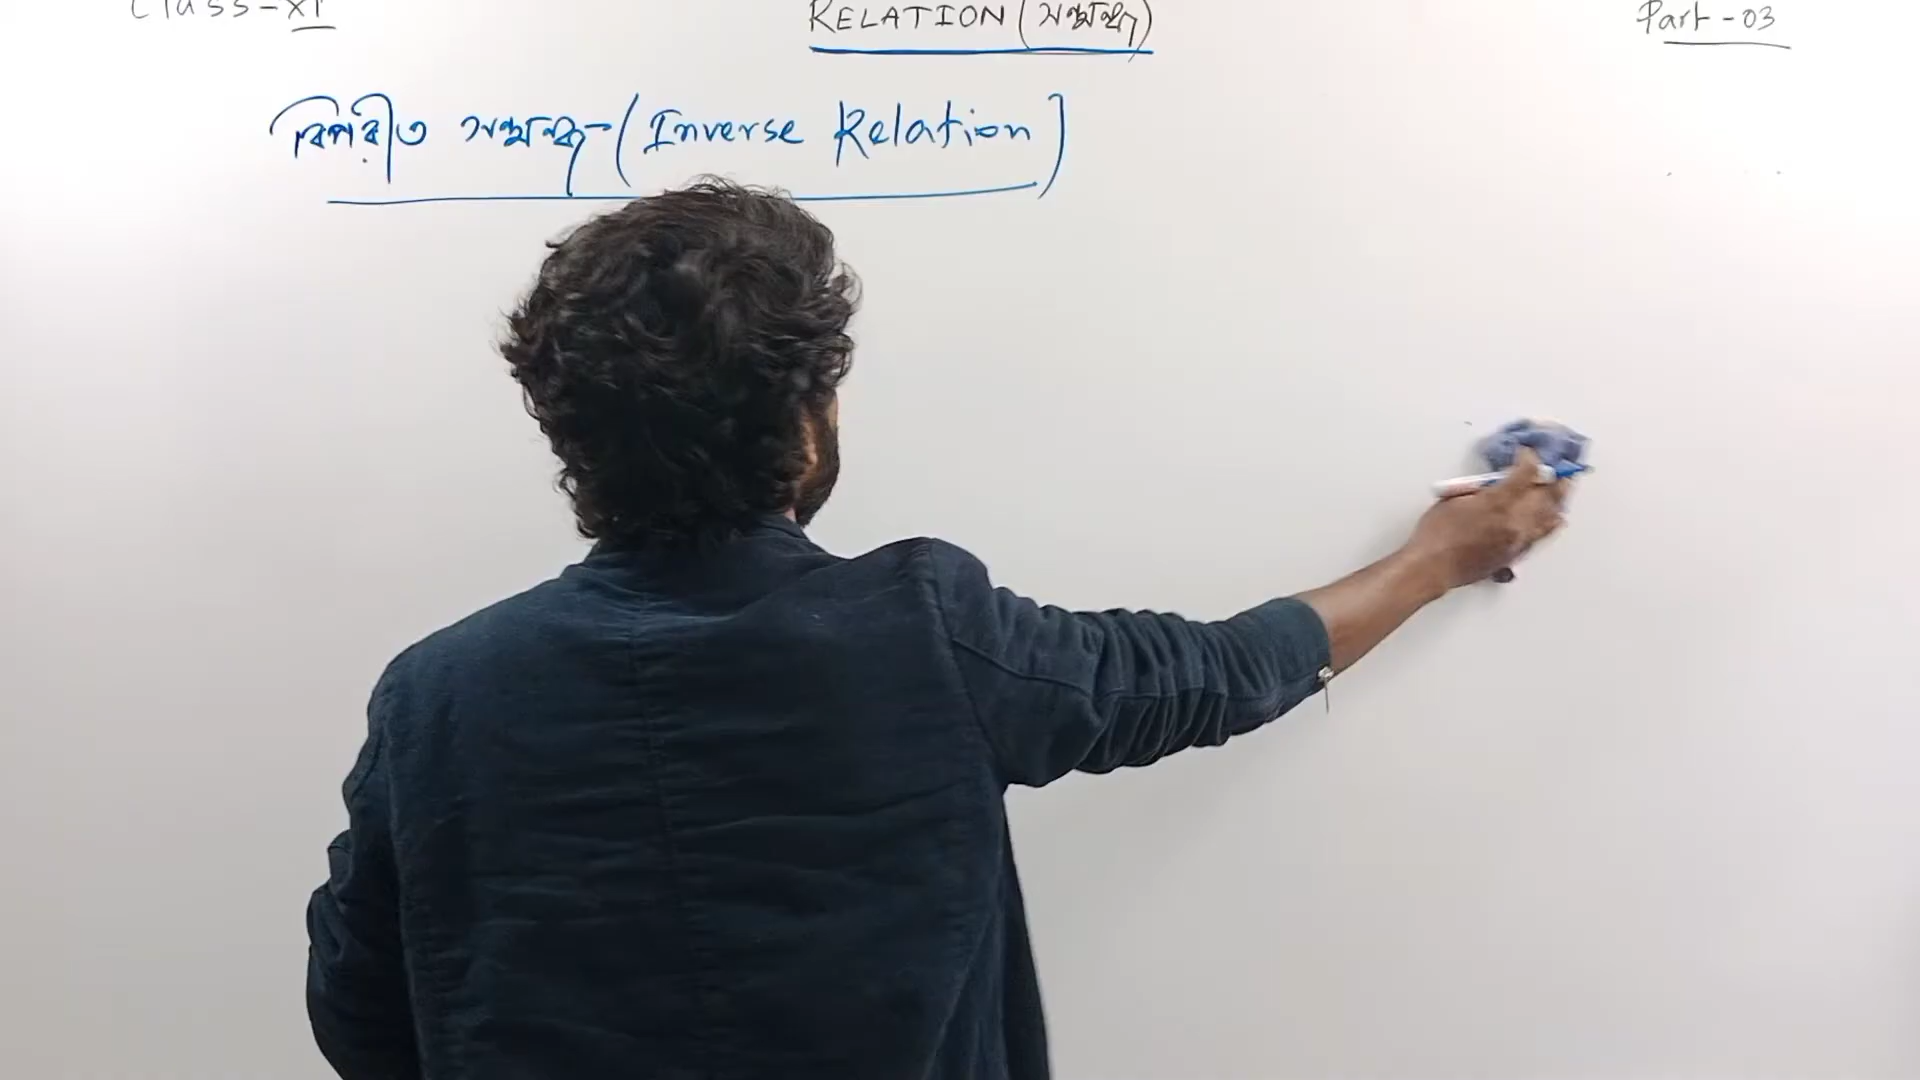 Class-XI
RELATION (সম্বন্ধ)
Part-03
বিপরীত সম্বন্ধ-(Inverse Relation)